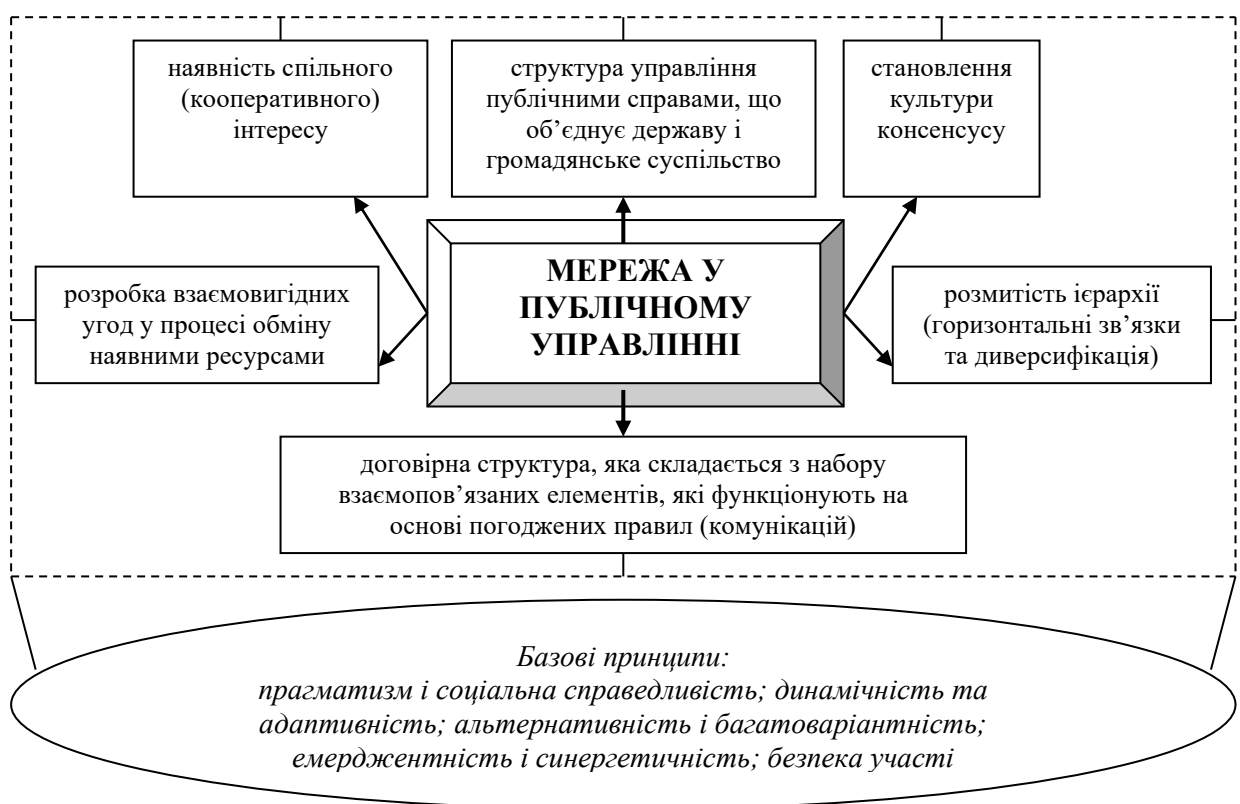 наявність спільного
(кооперативного)
інтересу
структура управління
публічними справами, що
об’єднує державу і
громадянське суспільство
становлення
культури
консенсусу
МЕРЕЖА У
ПУБЛІЧНОМУ
УПРАВЛІННІ
розробка взаємовигідних
угод у процесі обміну
наявними ресурсами
розмитість ієрархії
(горизонтальні зв’язки
та диверсифікація)
договірна структура, яка складається з набору
взаємопов’язаних елементів, які функціонують на
основі погоджених правил (комунікацій)
Базові принципи:
прагматизм і соціальна справедливість; динамічність та
адаптивність; альтернативність і багатоваріантність;
емерджентність і синергетичність; безпека участі